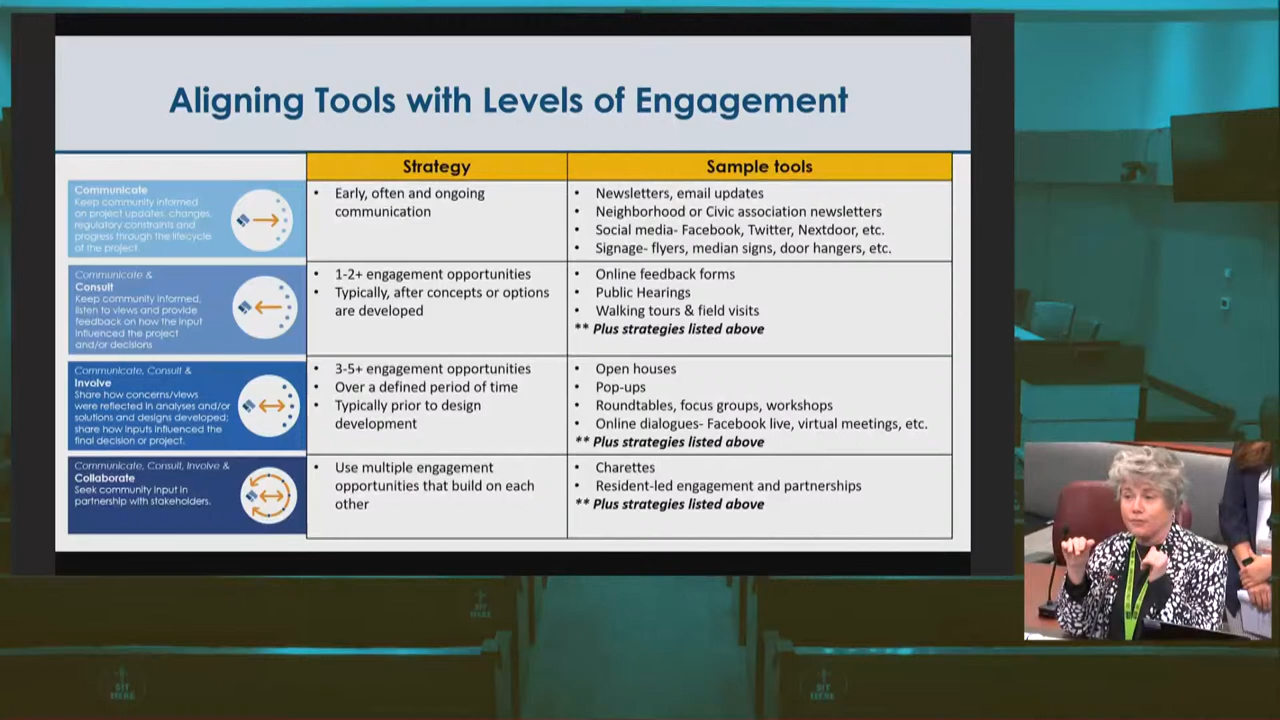 Aligning Tools with Levels of Engagement
Strategy
Sample tools
Communicate
Keep community informed
on project updates, changes,
regulatory constraints and
progress through the lifecycle
of the project
• Early, often and ongoing
communication
• Newsletters, email updates
• Neighborhood or Civic association newsletters
• Social media- Facebook, Twitter, Nextdoor, etc.
• Signage- flyers, median signs, door hangers, etc.
Communicate &
Consult
Keep community informed,
listen to views and provide
feedback on how the input
influenced the project
and/or decisions
• 1-2+ engagement opportunities
• Typically, after concepts or options
are developed
• Online feedback forms
• Public Hearings
• Walking tours & field visits
** Plus strategies listed above
Communicate, Consult &
Involve
Share how concerns/views
were reflected in analyses and/or
solutions and designs developed;
share how inputs influenced the
final decision or project.
• 3-5+ engagement opportunities
• Over a defined period of time
• Typically prior to design
development
• Open houses
• Pop-ups
• Roundtables, focus groups, workshops
• Online dialogues- Facebook live, virtual meetings, etc.
** Plus strategies listed above
Communicate, Consult, Involve &
Collaborate
Seek community input in
partnership with stakeholders.
• Use multiple engagement
opportunities that build on each
other
• Charettes
• Resident-led engagement and partnerships
** Plus strategies listed above
SIT
HERE
SIT
HERE
SIT
HERE